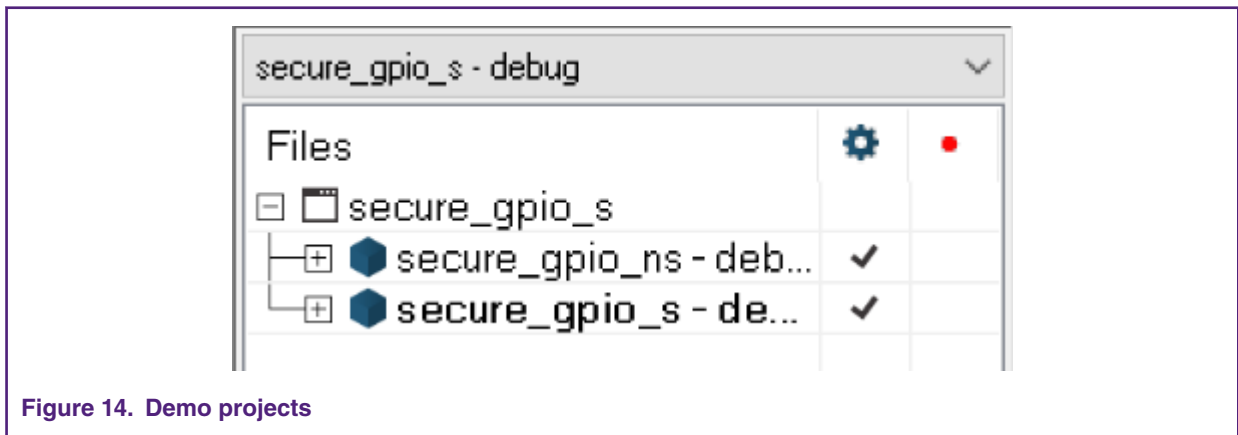 secure_gpio_s - debug
Files
secure_gpio_s
secure_gpio_ns - deb...
secure_gpio_s - de...
Figure 14. Demo projects